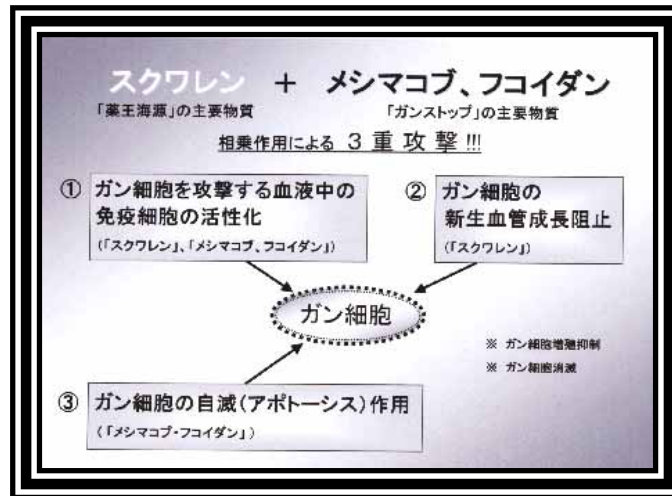 スクワレン + メシマコブ、フコイダン
「薬王海源」の主要物質 「ガンストップ」の主要物質
相乗作用による 3 重 攻 撃 !!!
① ガン細胞を攻撃する血液中の
免疫細胞の活性化
(「スクワレン」、「メシマコブ、フコイダン」)
② ガン細胞の
新生血管成長阻止
(「スクワレン」)
ガン細胞
※ ガン細胞増殖抑制
※ ガン細胞消滅
③ ガン細胞の自滅(アポトーシス)作用
(「メシマコブ・フコイダン」)